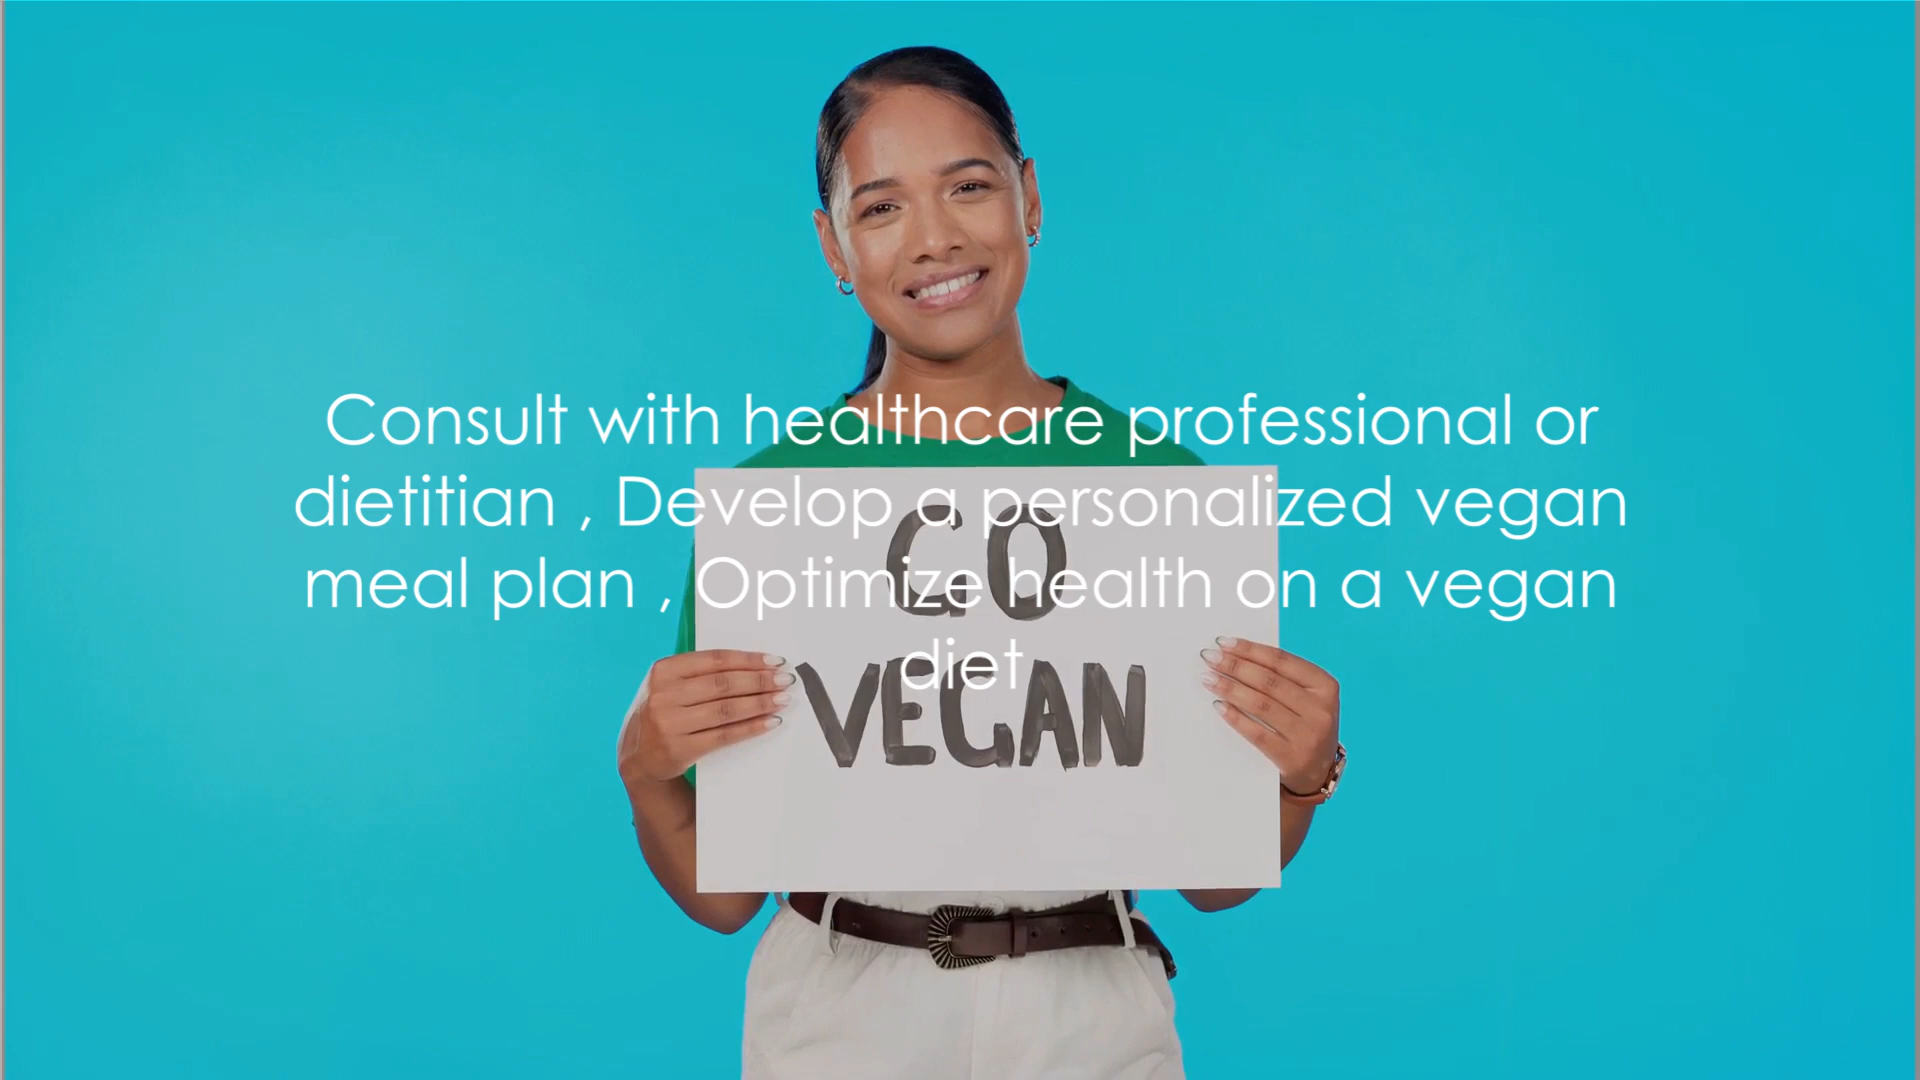 Consult with healthcare professional or
dietitian , Develop a personalized vegan
meal plan , Optimize health on a vegan
diet
GO
VEGAN